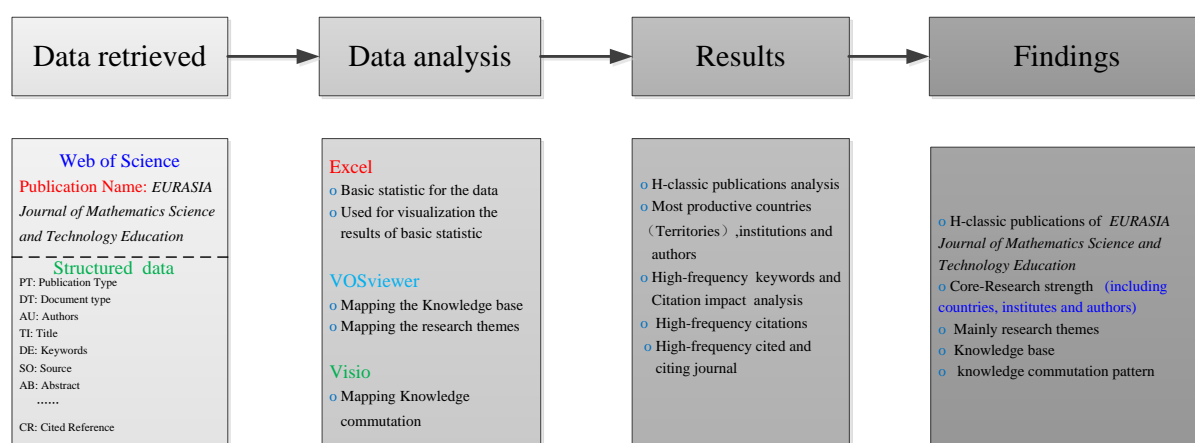 Data retrieved
Data analysis
Results
Findings
Web of Science
Publication Name: EURASIA
Journal of Mathematics Science
and Technology Education
Structured data
PT: Publication Type
DT: Document type
AU: Authors
TI: Title
DE: Keywords
SO: Source
AB: Abstract
......
CR: Cited Reference
Excel
o Basic statistic for the data
o Used for visualization the
results of basic statistic
VOSviewer
o Mapping the Knowledge base
o Mapping the research themes
Visio
o Mapping Knowledge
commutation
o H-classic publications analysis
o Most productive countries
（Territories）,institutions and
authors
o High-frequency keywords and
Citation impact analysis
o High-frequency citations
o High-frequency cited and
citing journal
o H-classic publications of EURASIA
Journal of Mathematics Science and
Technology Education
o Core-Research strength (including
countries, institutes and authors)
o Mainly research themes
o Knowledge base
o knowledge commutation pattern